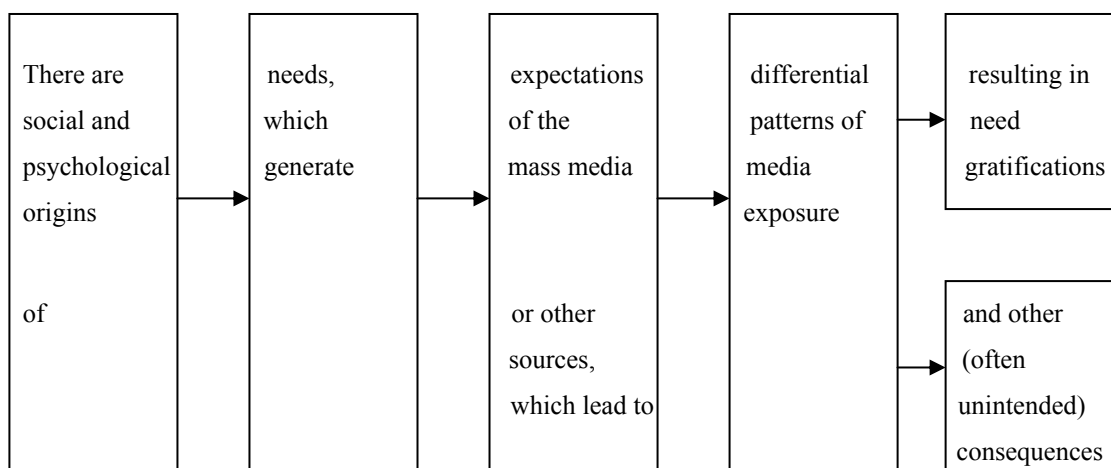 There are
social and
psychological
origins
of
needs,
which
generate
expectations
of the
mass media
or other
sources,
which lead to
differential
patterns of
media
exposure
resulting in
need
gratifications
and other
(often
unintended)
consequences